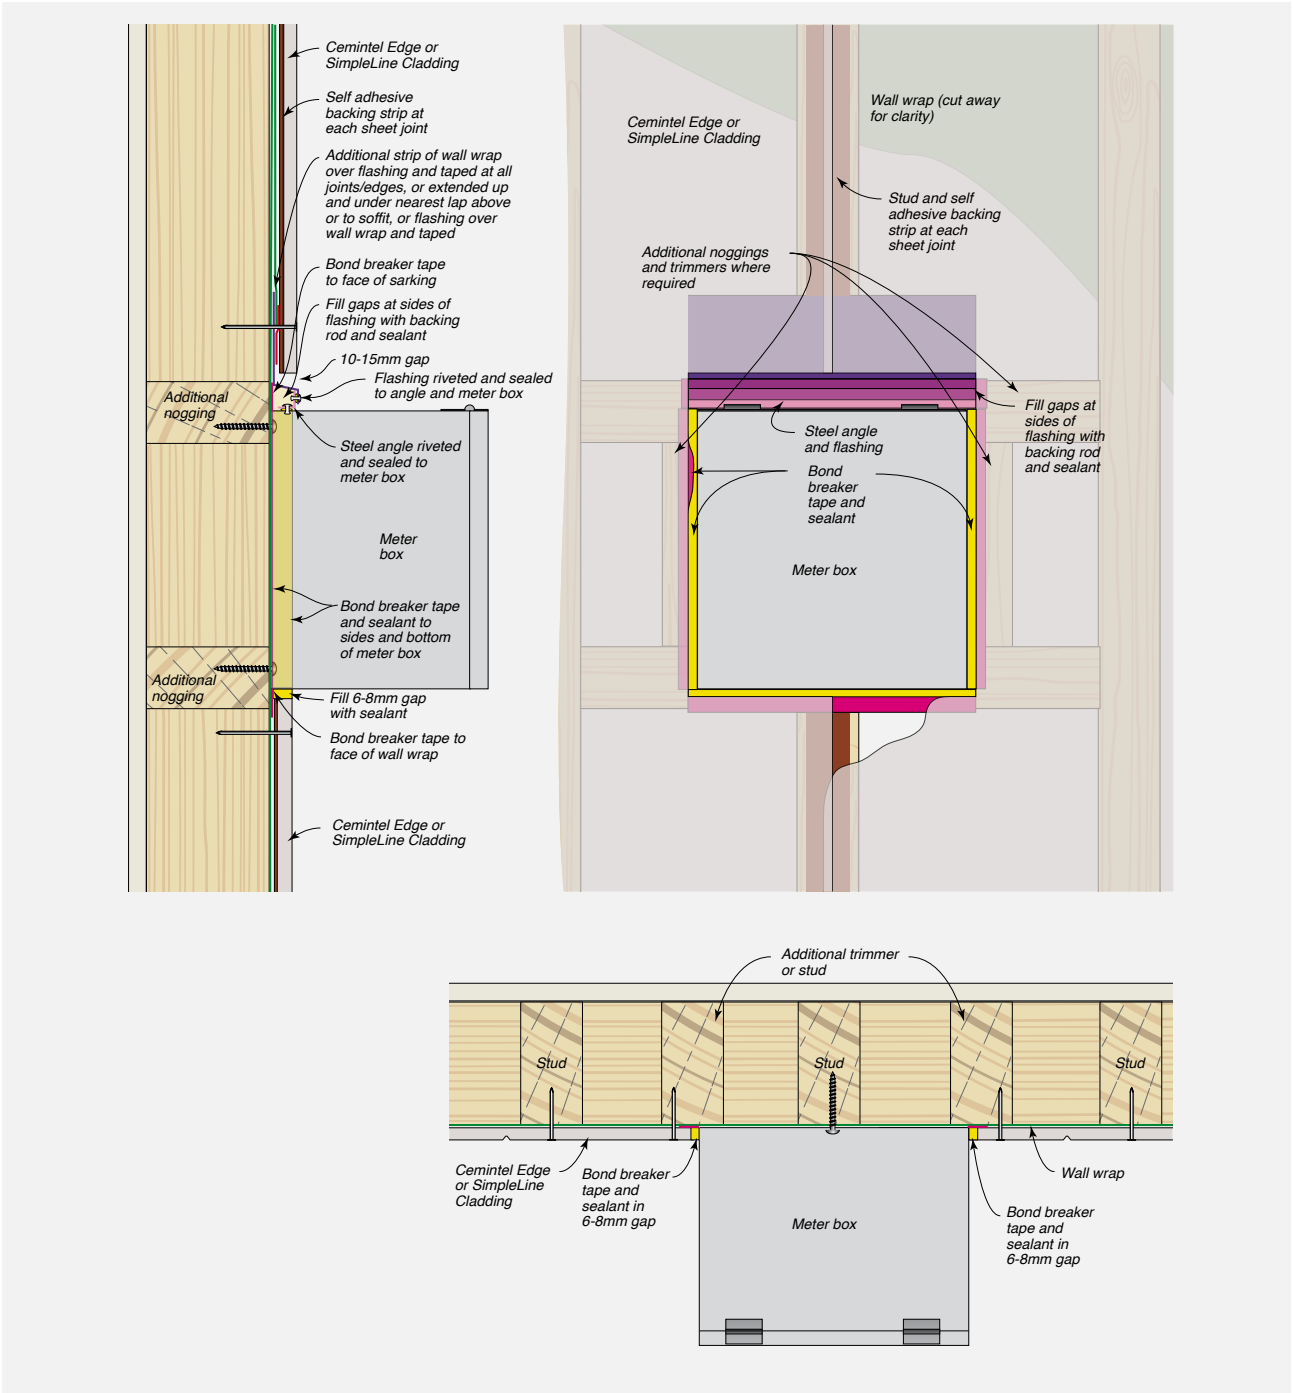 Cemintel Edge or
SimpleLine Cladding
Self adhesive
backing strip at
each sheet joint
Additional strip of wall wrap
over flashing and taped at all
joints/edges, or extended up
and under nearest lap above
or to soffit, or flashing over
wall wrap and taped
Bond breaker tape
to face of sarking
Fill gaps at sides of
flashing with backing
rod and sealant
10-15mm gap
Flashing riveted and sealed
to angle and meter box
Additional
nogging
Steel angle riveted
and sealed to
meter box
Meter
box
Bond breaker tape
and sealant to
sides and bottom
of meter box
Additional
nogging
Fill 6-8mm gap
with sealant
Bond breaker tape to
face of wall wrap
Cemintel Edge or
SimpleLine Cladding
Cemintel Edge or
SimpleLine Cladding
Wall wrap (cut away
for clarity)
Stud and self
adhesive backing
strip at each
sheet joint
Additional noggings
and trimmers where
required
Fill gaps at
sides of
flashing with
backing rod
and sealant
Steel angle
and flashing
Bond
breaker
tape and
sealant
Meter box
Additional trimmer
or stud
Stud
Stud
Stud
Cemintel Edge
or SimpleLine
Cladding
Bond breaker
tape and
sealant in
6-8mm gap
Meter box
Wall wrap
Bond breaker
tape and
sealant in
6-8mm gap